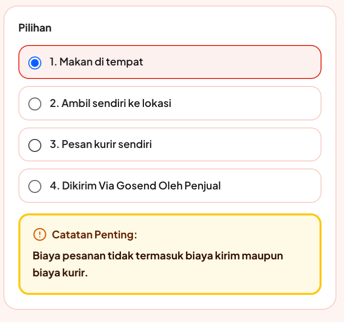 Pilihan
1. Makan di tempat
2. Ambil sendiri ke lokasi
3. Pesan kurir sendiri
4. Dikirim Via Gosend Oleh Penjual
Catatan Penting:
Biaya pesanan tidak termasuk biaya kirim maupun
biaya kurir.